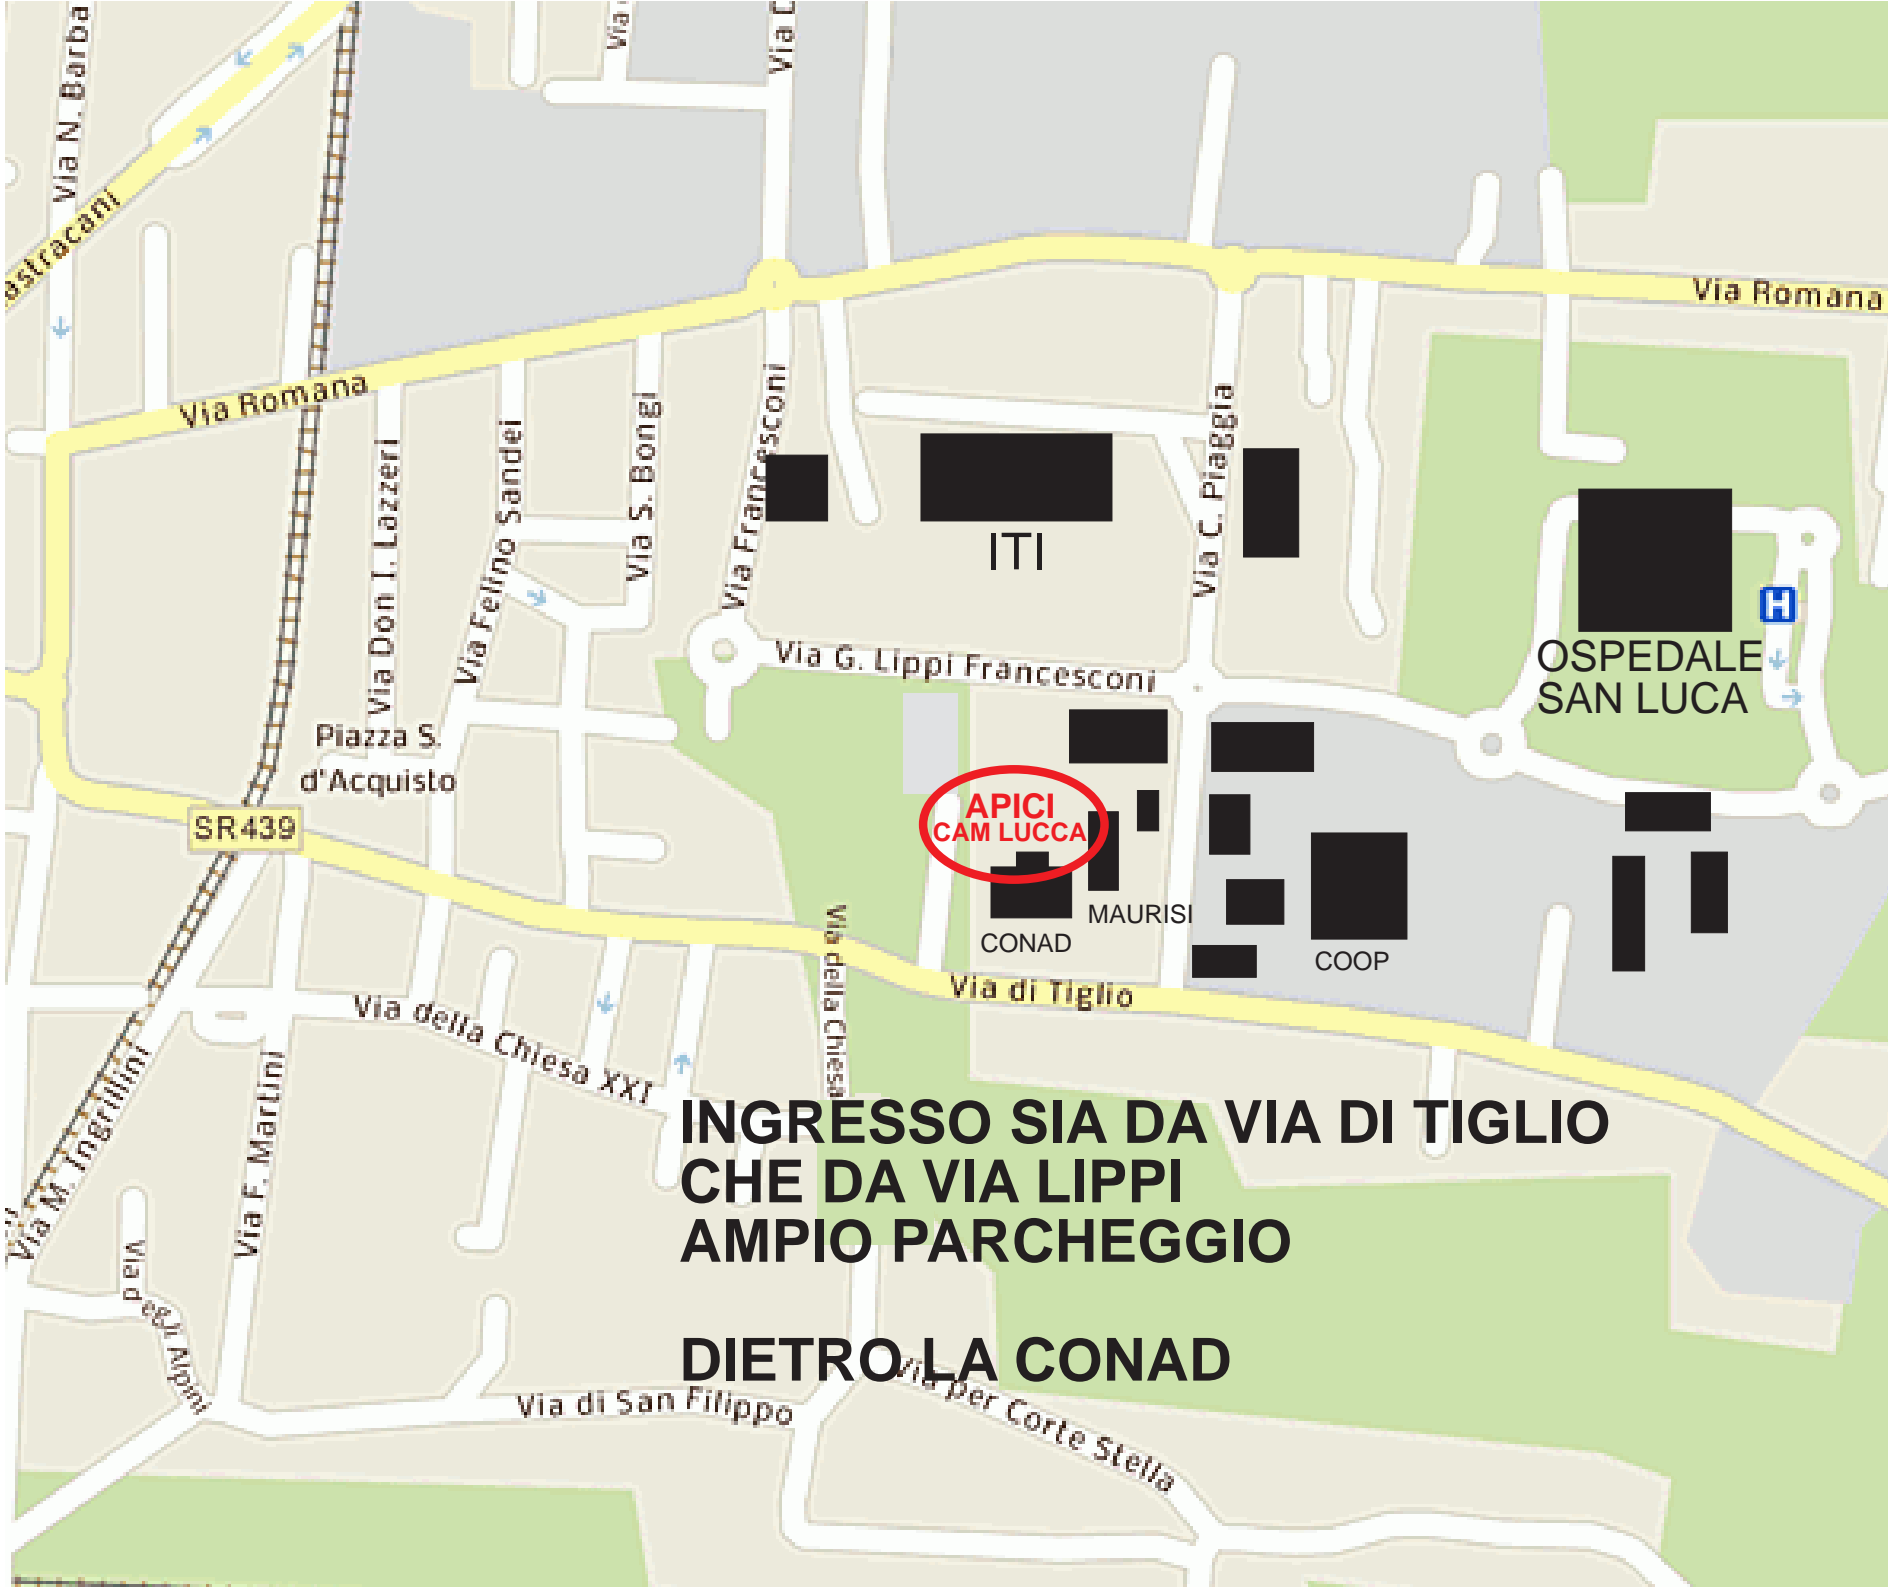 Via N. Barba
Via
Via D
astracani
Via Romana
Via Romana
Via Don I. Lazzeri
Via Felino Sandei
Via S. Bongi
Via Francesconi
Via C. Piaggia
ITI
H
OSPEDALE
SAN LUCA
Via G. Lippi Francesconi
Piazza S.
d'Acquisto
SR439
APICI
CAM LUCCA
MAURISI
CONAD
COOP
Via della Chiesa
Via di Tiglio
Via della Chiesa XXI
Via M. Ingrillini
Via F. Martini
INGRESSO SIA DA VIA DI TIGLIO
CHE DA VIA LIPPI
AMPIO PARCHEGGIO
DIETRO LA CONAD
Via degli Alpini
Via di San Filippo
Via per Corte Stella